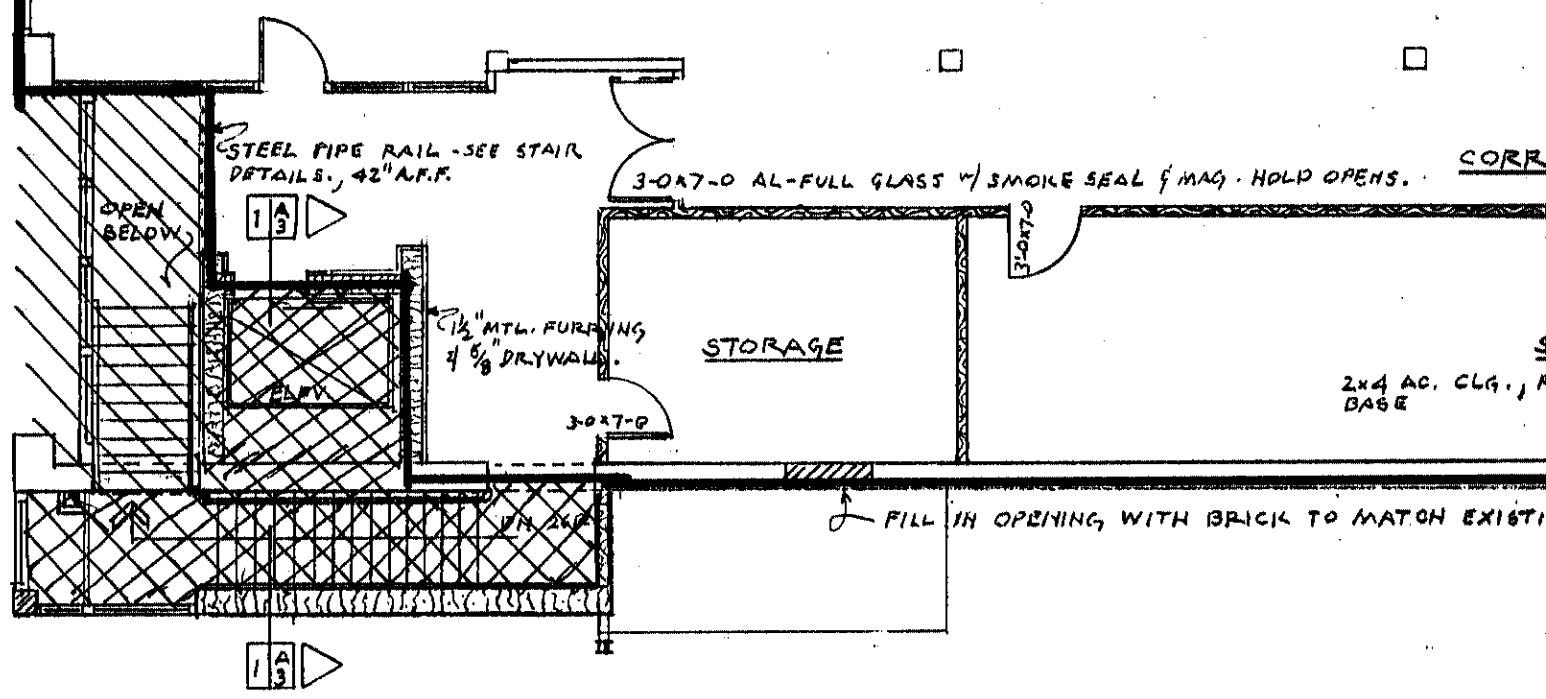 STEEL PIPE RAIL - SEE STAIR
DETAILS., 42" A.F.F.
CORR
3-0x7-0 AL-FULL GLASS W/ SMOKE SEAL & MAG. HOLD OPENS.
OPEN
BELOW
1 A
3
3'-0x7-0
1½" MTL. FURRING
& 5/8" DRYWALL.
STORAGE
S
2x4 AC. CLG.,
BASE
ELEV.
3-0x7-0
DN
FILL IN OPENING WITH BRICK TO MATCH EXISTI
1 A
3